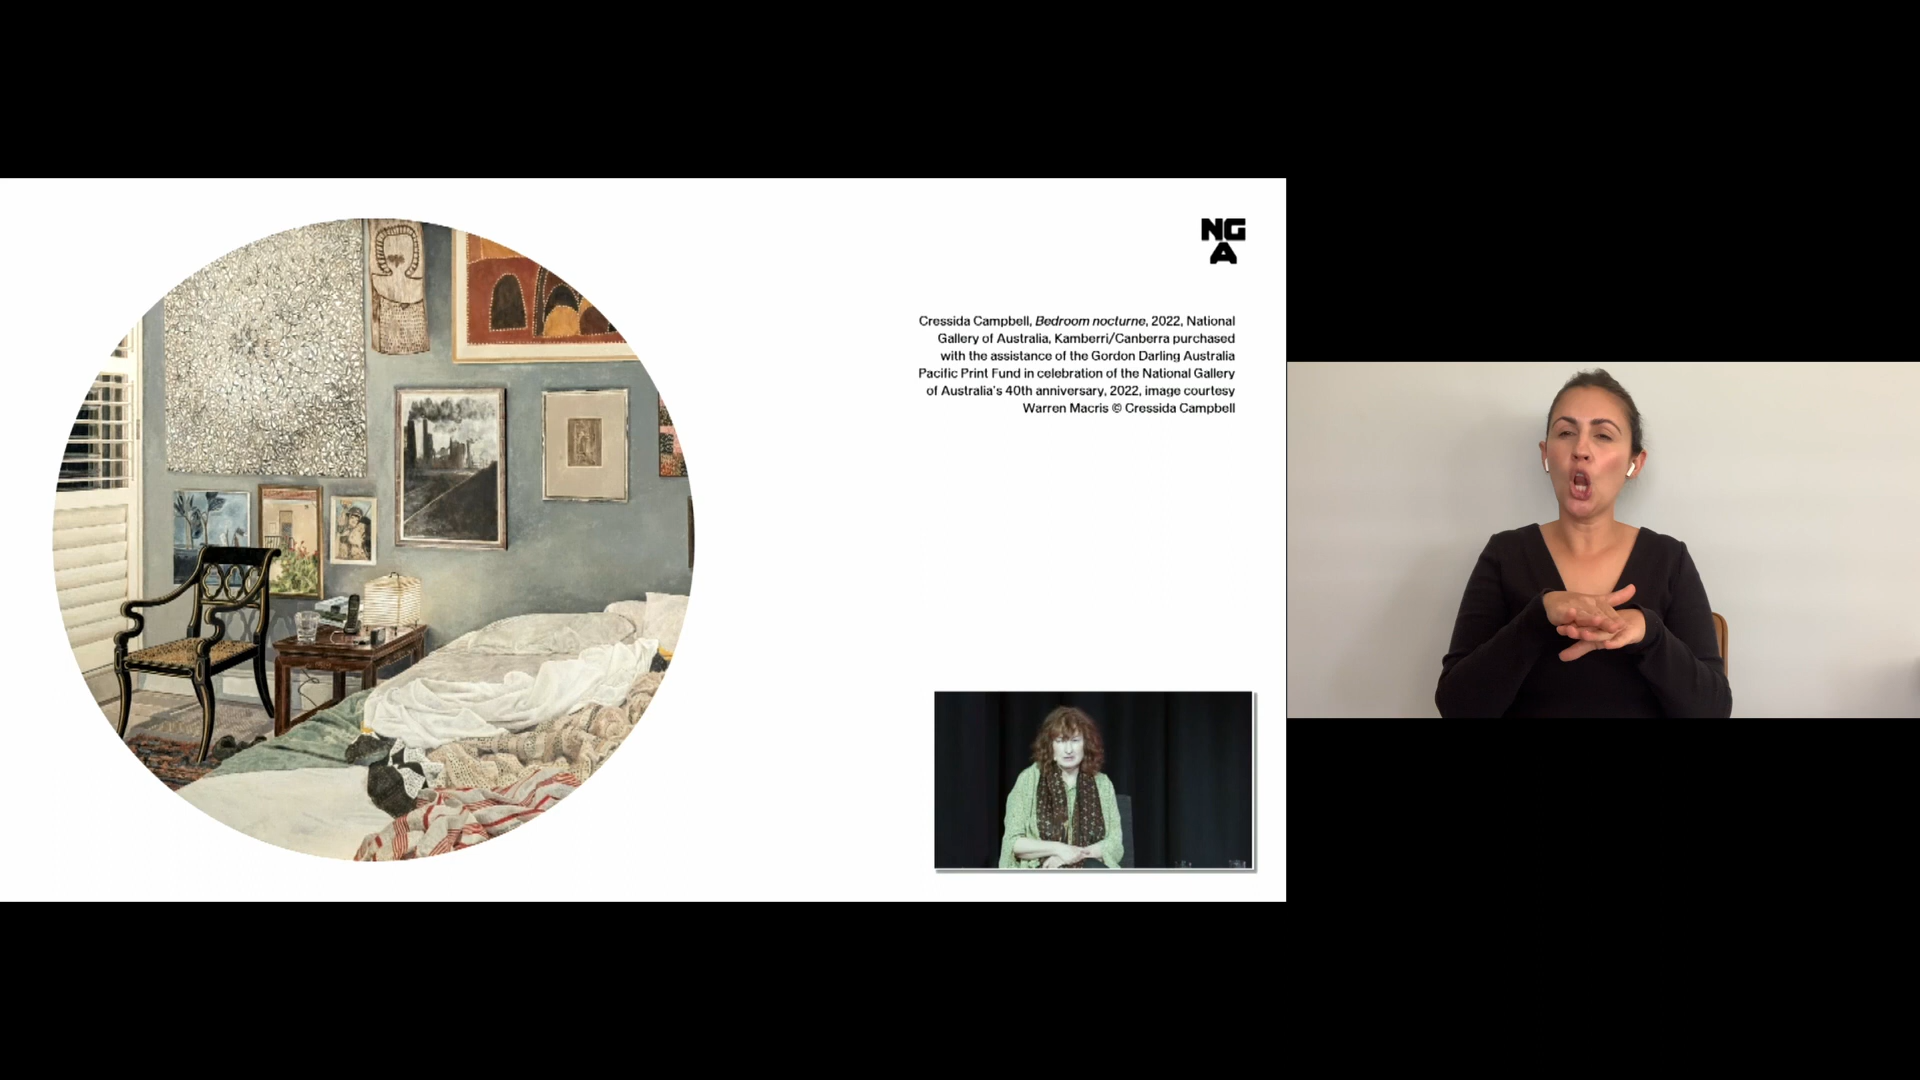 NG
A
Cressida Campbell, Bedroom nocturne, 2022, National
Gallery of Australia, Kamberri/Canberra purchased
with the assistance of the Gordon Darling Australia
Pacific Print Fund in celebration of the National Gallery
of Australia's 40th anniversary, 2022, image courtesy
Warren Macris © Cressida Campbell